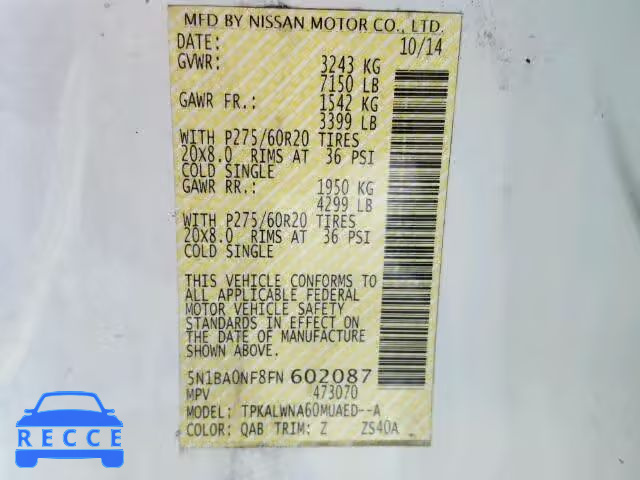 MFD BY NISSAN MOTOR CO., LTD.
DATE: 10/14
GVWR: 3243 KG
7150 LB
GAWR FR.: 1542 KG
3399 LB
WITH P275/60R20 TIRES
20X8.0 RIMS AT 36 PSI
COLD SINGLE
GAWR RR.: 1950 KG
4299 LB
WITH P275/60R20 TIRES
20X8.0 RIMS AT 36 PSI
COLD SINGLE
THIS VEHICLE CONFORMS TO
ALL APPLICABLE FEDERAL
MOTOR VEHICLE SAFETY
STANDARDS IN EFFECT ON
THE DATE OF MANUFACTURE
SHOWN ABOVE.
5N1BA0NF8FN 602087
MPV 473070
MODEL: TPKALWNA60MUAED--A
COLOR: QAB TRIM: Z ZS40A
RECCE